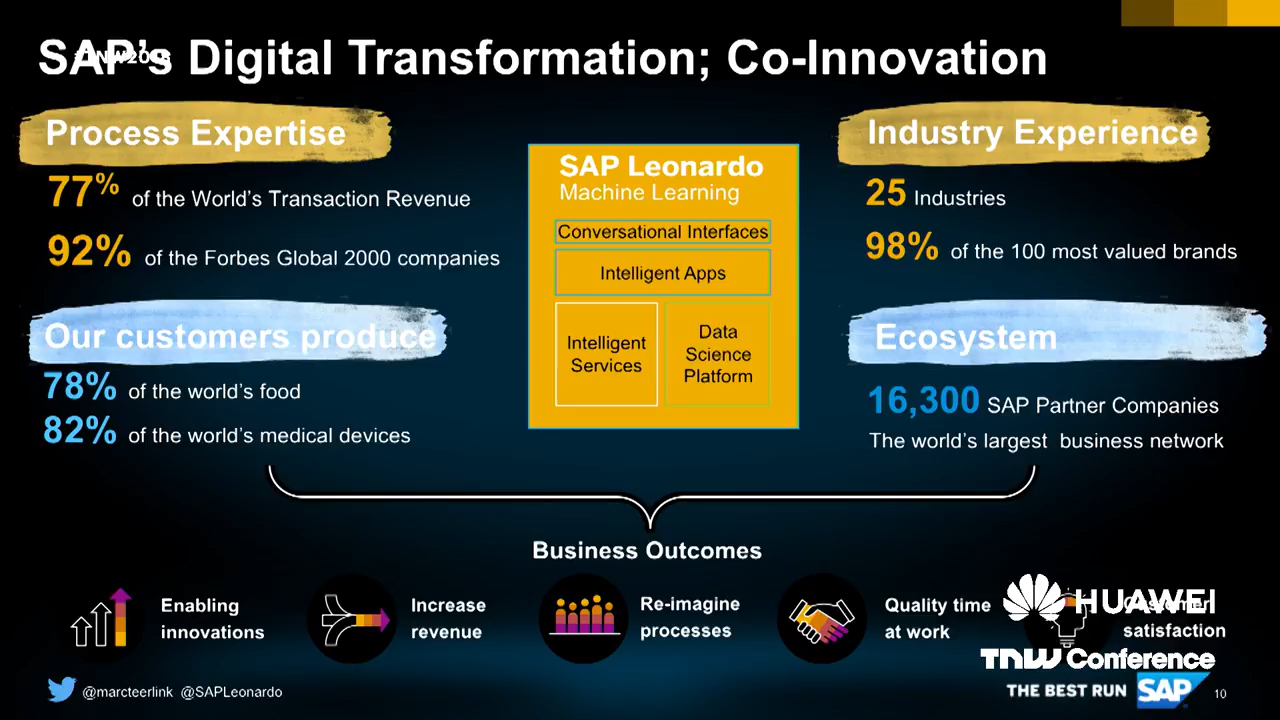 SAP's Digital Transformation; Co-Innovation
Process Expertise
77% of the World's Transaction Revenue
92% of the Forbes Global 2000 companies
Our customers produce
78% of the world's food
82% of the world's medical devices
SAP Leonardo
Machine Learning
Conversational Interfaces
Intelligent Apps
Intelligent
Services
Data
Science
Platform
Industry Experience
25 Industries
98% of the 100 most valued brands
Ecosystem
16,300 SAP Partner Companies
The world's largest business network
Business Outcomes
Enabling
innovations
Increase
revenue
Re-imagine
processes
Quality time
at work
Customer
satisfaction
HUAWEI
TNW Conference
@marcteerlink @SAPLeonardo
THE BEST RUN SAP
10